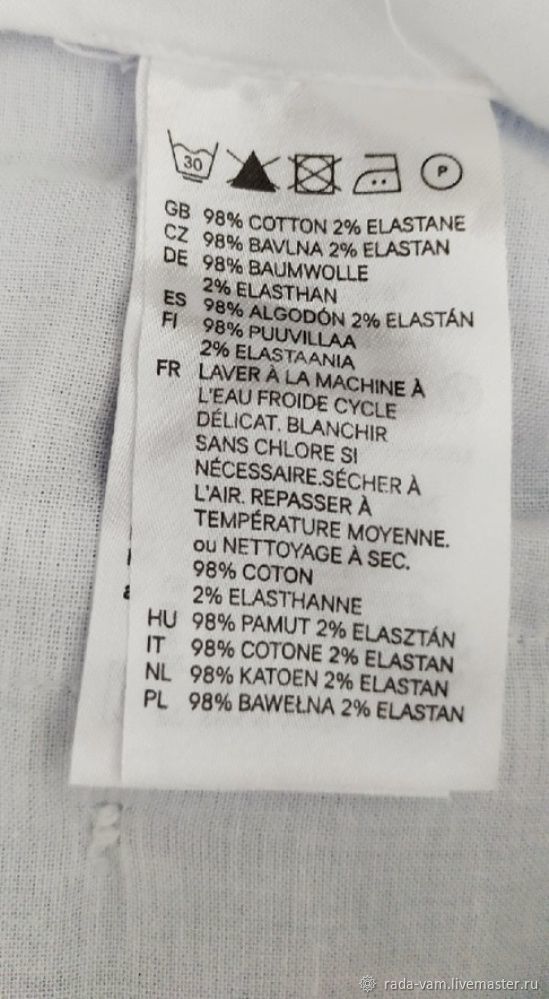 30
P
GB 98% COTTON 2% ELASTANE
CZ 98% BAVLNA 2% ELASTAN
DE 98% BAUMWOLLE
2% ELASTHAN
ES 98% ALGODÓN 2% ELASTÁN
FI 98% PUUVILLAA
2% ELASTAANIA
FR LAVER À LA MACHINE À
L'EAU FROIDE CYCLE
DÉLICAT. BLANCHIR
SANS CHLORE SI
NÉCESSAIRE.SÉCHER À
L'AIR. REPASSER À
TEMPÉRATURE MOYENNE.
ou NETTOYAGE À SEC.
98% COTON
2% ELASTHANNE
HU 98% PAMUT 2% ELASZTÁN
IT 98% COTONE 2% ELASTAN
NL 98% KATOEN 2% ELASTAN
PL 98% BAWEŁNA 2% ELASTAN
rada-vam.livemaster.ru